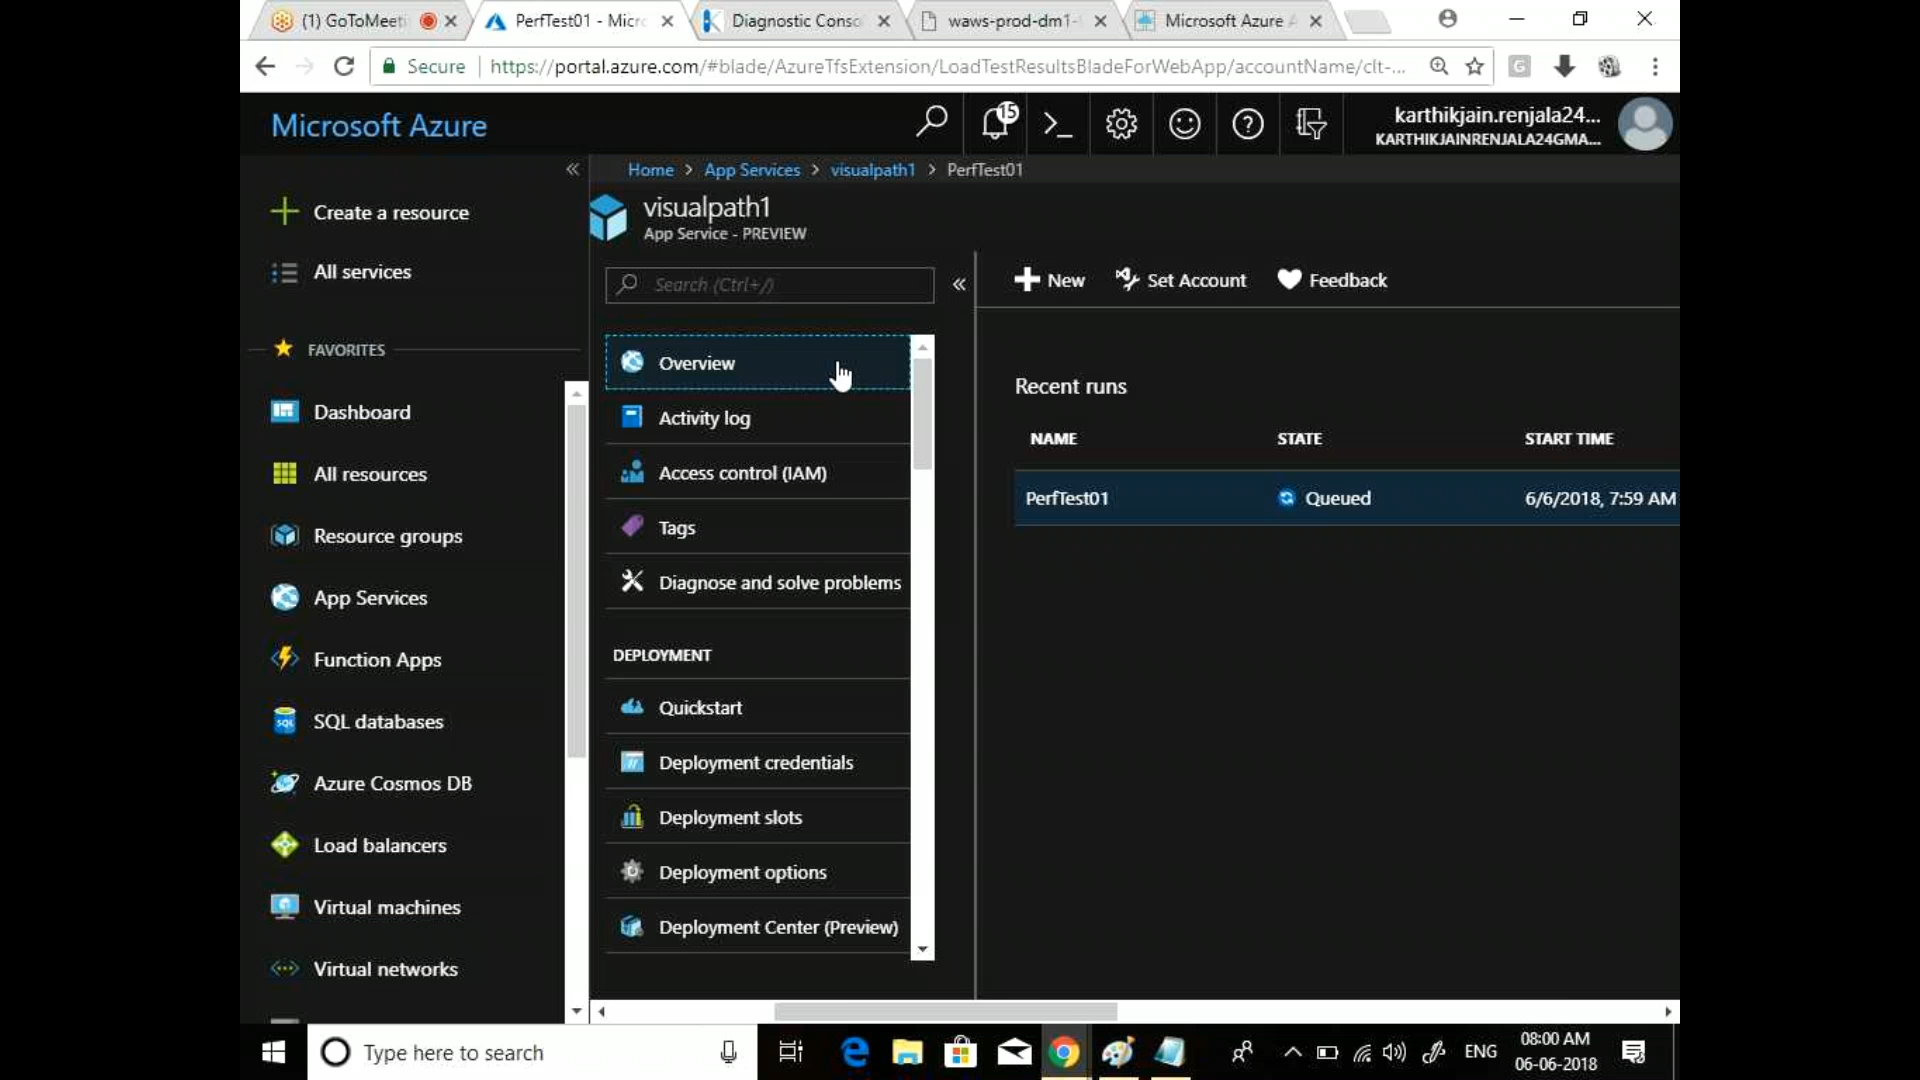 (1) GoToMeeti
PerfTest01 - Micro
Diagnostic Conso
waws-prod-dm1-
Microsoft Azure
Secure
https://portal.azure.com/#blade/AzureTfsExtension/LoadTestResultsBladeForWebApp/accountName/clt-...
Microsoft Azure
15
karthikjain.renjala24...
KARTHIKJAINRENJALA24GMA...
Home > App Services > visualpath1 > PerfTest01
visualpath1
App Service - PREVIEW
Create a resource
All services
FAVORITES
Dashboard
All resources
Resource groups
App Services
Function Apps
SQL databases
Azure Cosmos DB
Load balancers
Virtual machines
Virtual networks
Search (Ctrl+/)
Overview
Activity log
Access control (IAM)
Tags
Diagnose and solve problems
DEPLOYMENT
Quickstart
Deployment credentials
Deployment slots
Deployment options
Deployment Center (Preview)
New
Set Account
Feedback
Recent runs
NAME STATE START TIME
PerfTest01 Queued 6/6/2018, 7:59 AM
Type here to search
ENG
08:00 AM
06-06-2018